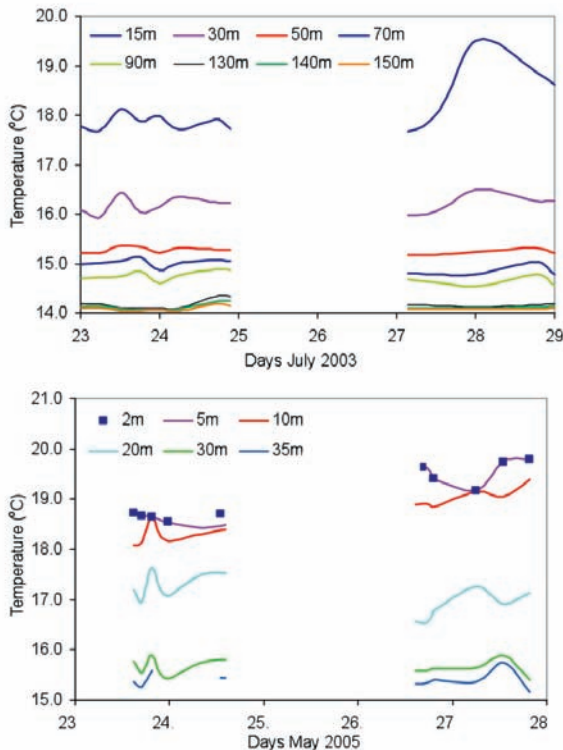 20.0
19.0
18.0
17.0
16.0
15.0
14.0
Temperature (°C)
15m 30m 50m 70m
90m 130m 140m 150m
23 24 25 26 27 28 29
Days July 2003
21.0
20.0
19.0
18.0
17.0
16.0
15.0
Temperature (°C)
2m 5m 10m
20m 30m 35m
23 24 25. 26. 27 28
Days May 2005